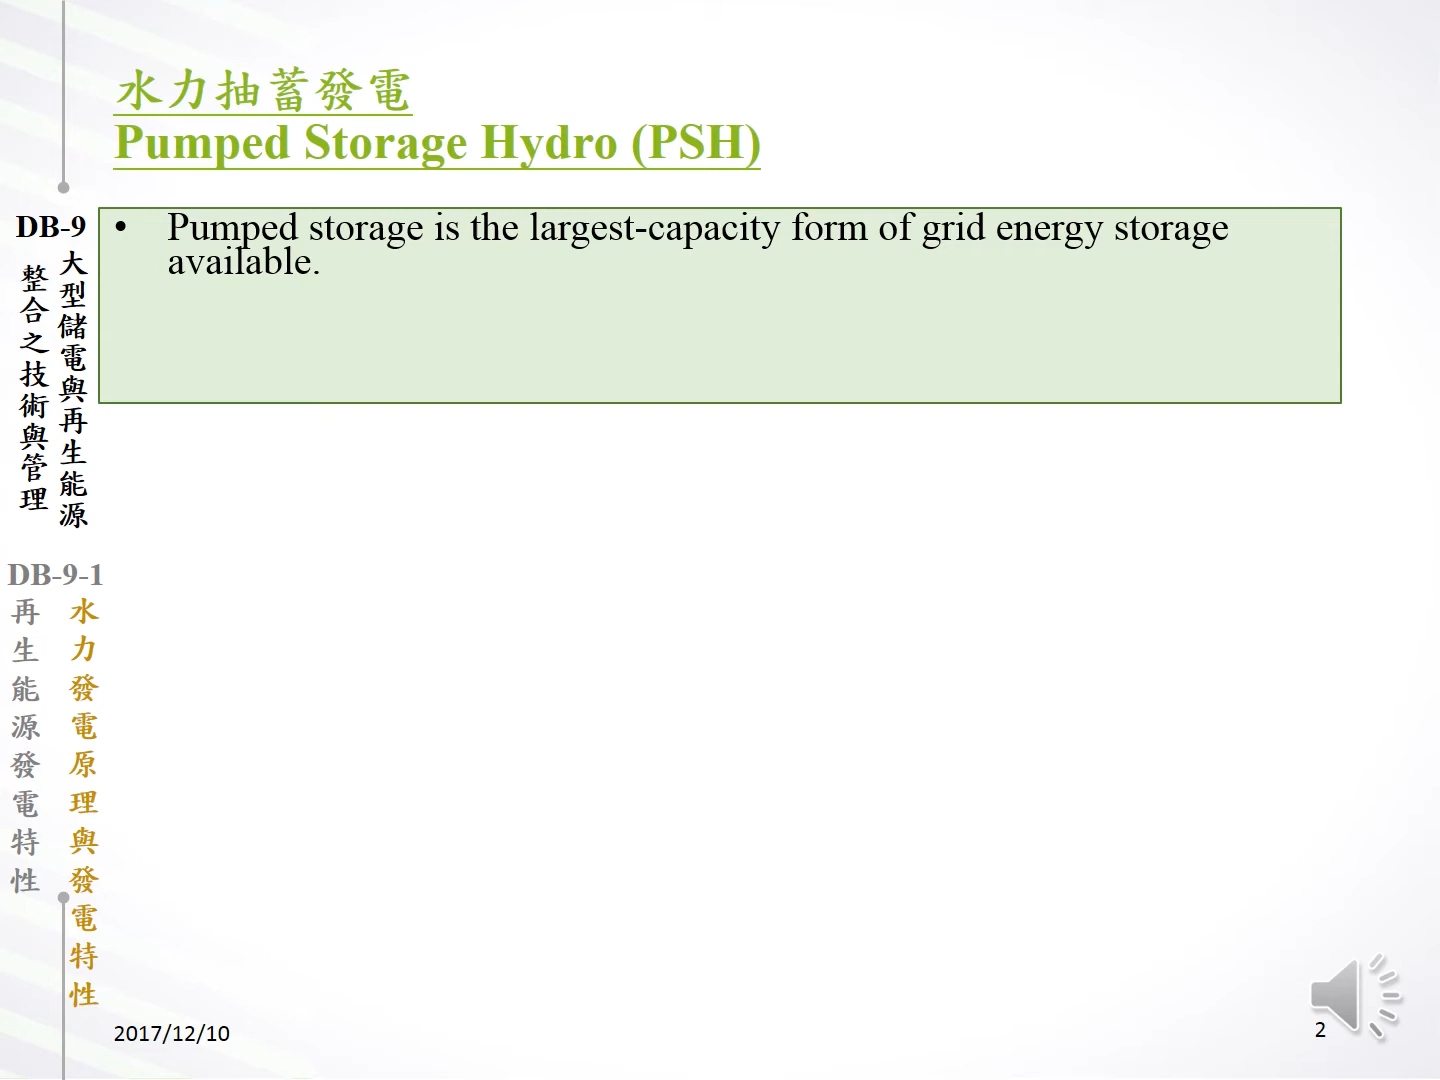 水力抽蓄發電
Pumped Storage Hydro (PSH)
DB-9
大型儲電與再生能源
整合之技術與管理
• Pumped storage is the largest-capacity form of grid energy storage
available.
DB-9-1
再生能源發電特性
水力發電原理與發電特性
2017/12/10
2